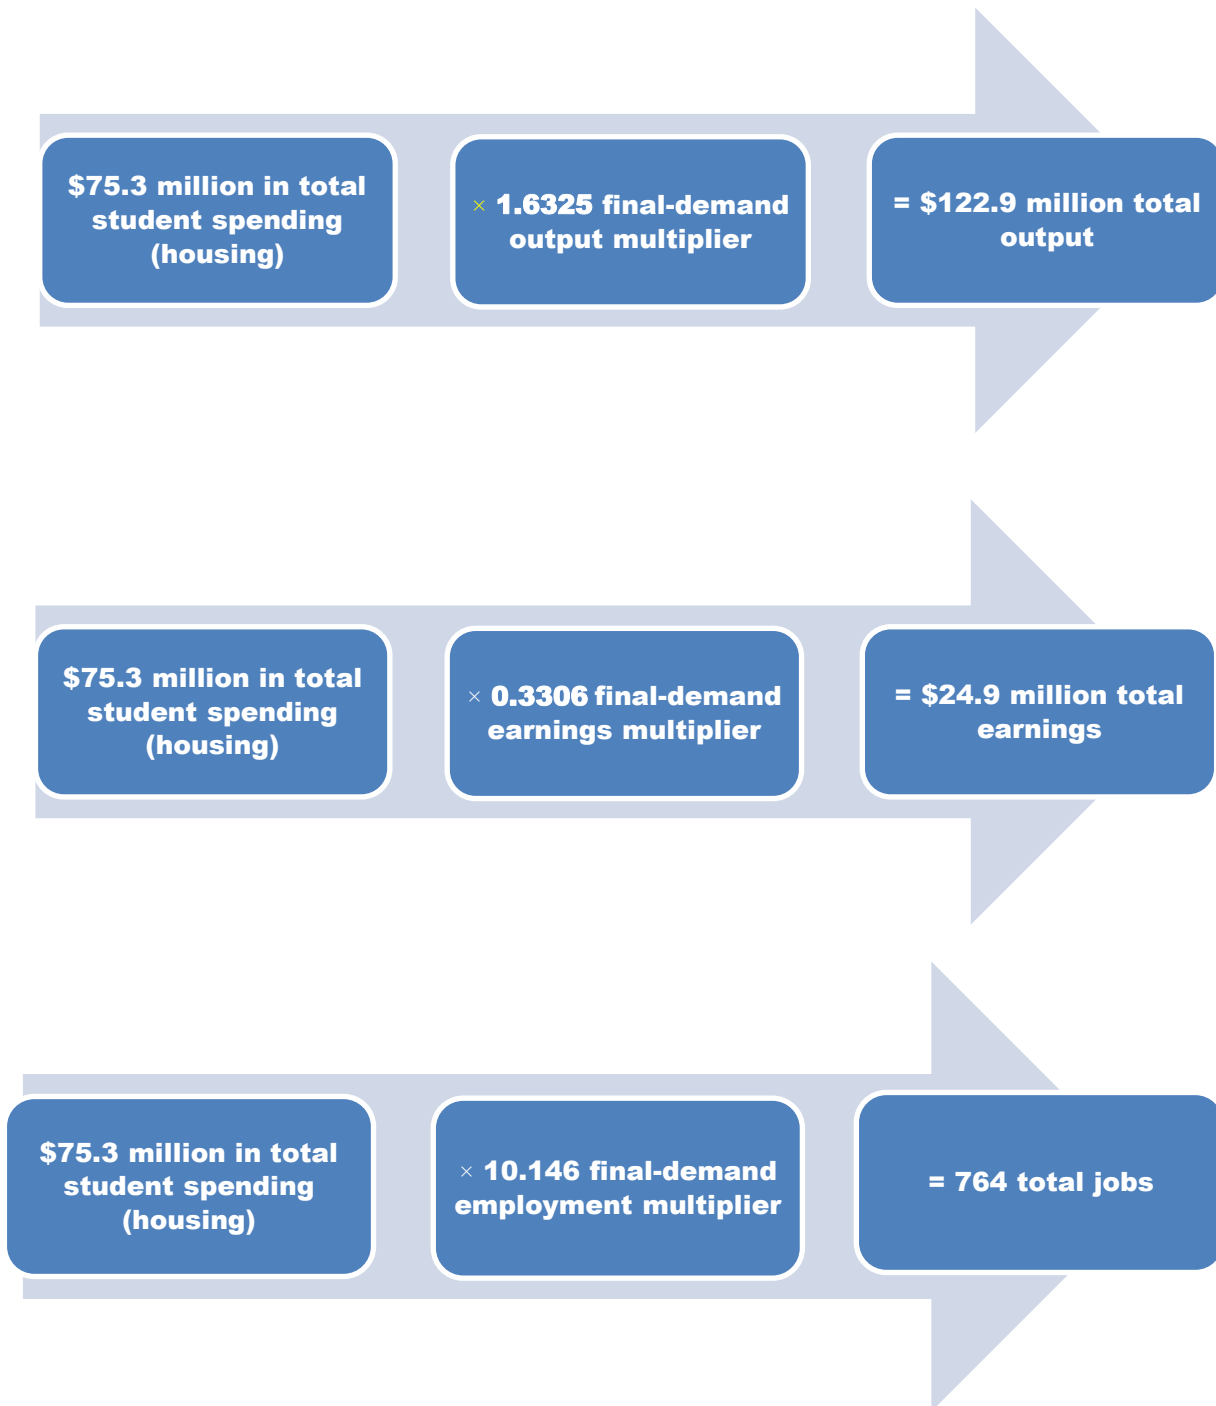 $75.3 million in total
student spending
(housing)
× 1.6325 final-demand
output multiplier
= $122.9 million total
output
$75.3 million in total
student spending
(housing)
× 0.3306 final-demand
earnings multiplier
= $24.9 million total
earnings
$75.3 million in total
student spending
(housing)
× 10.146 final-demand
employment multiplier
= 764 total jobs